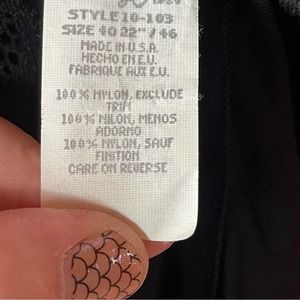 STYLE 10-103
SIZE 40 22"/46
MADE IN U.S.A.
HECHO EN E.U.
FABRIQUE AUX E.U.
100% NYLON, EXCLUDE
TRIM
100% NILON, MENOS
ADORNO
100% NYLON, SAUF
FINITION
CARE ON REVERSE